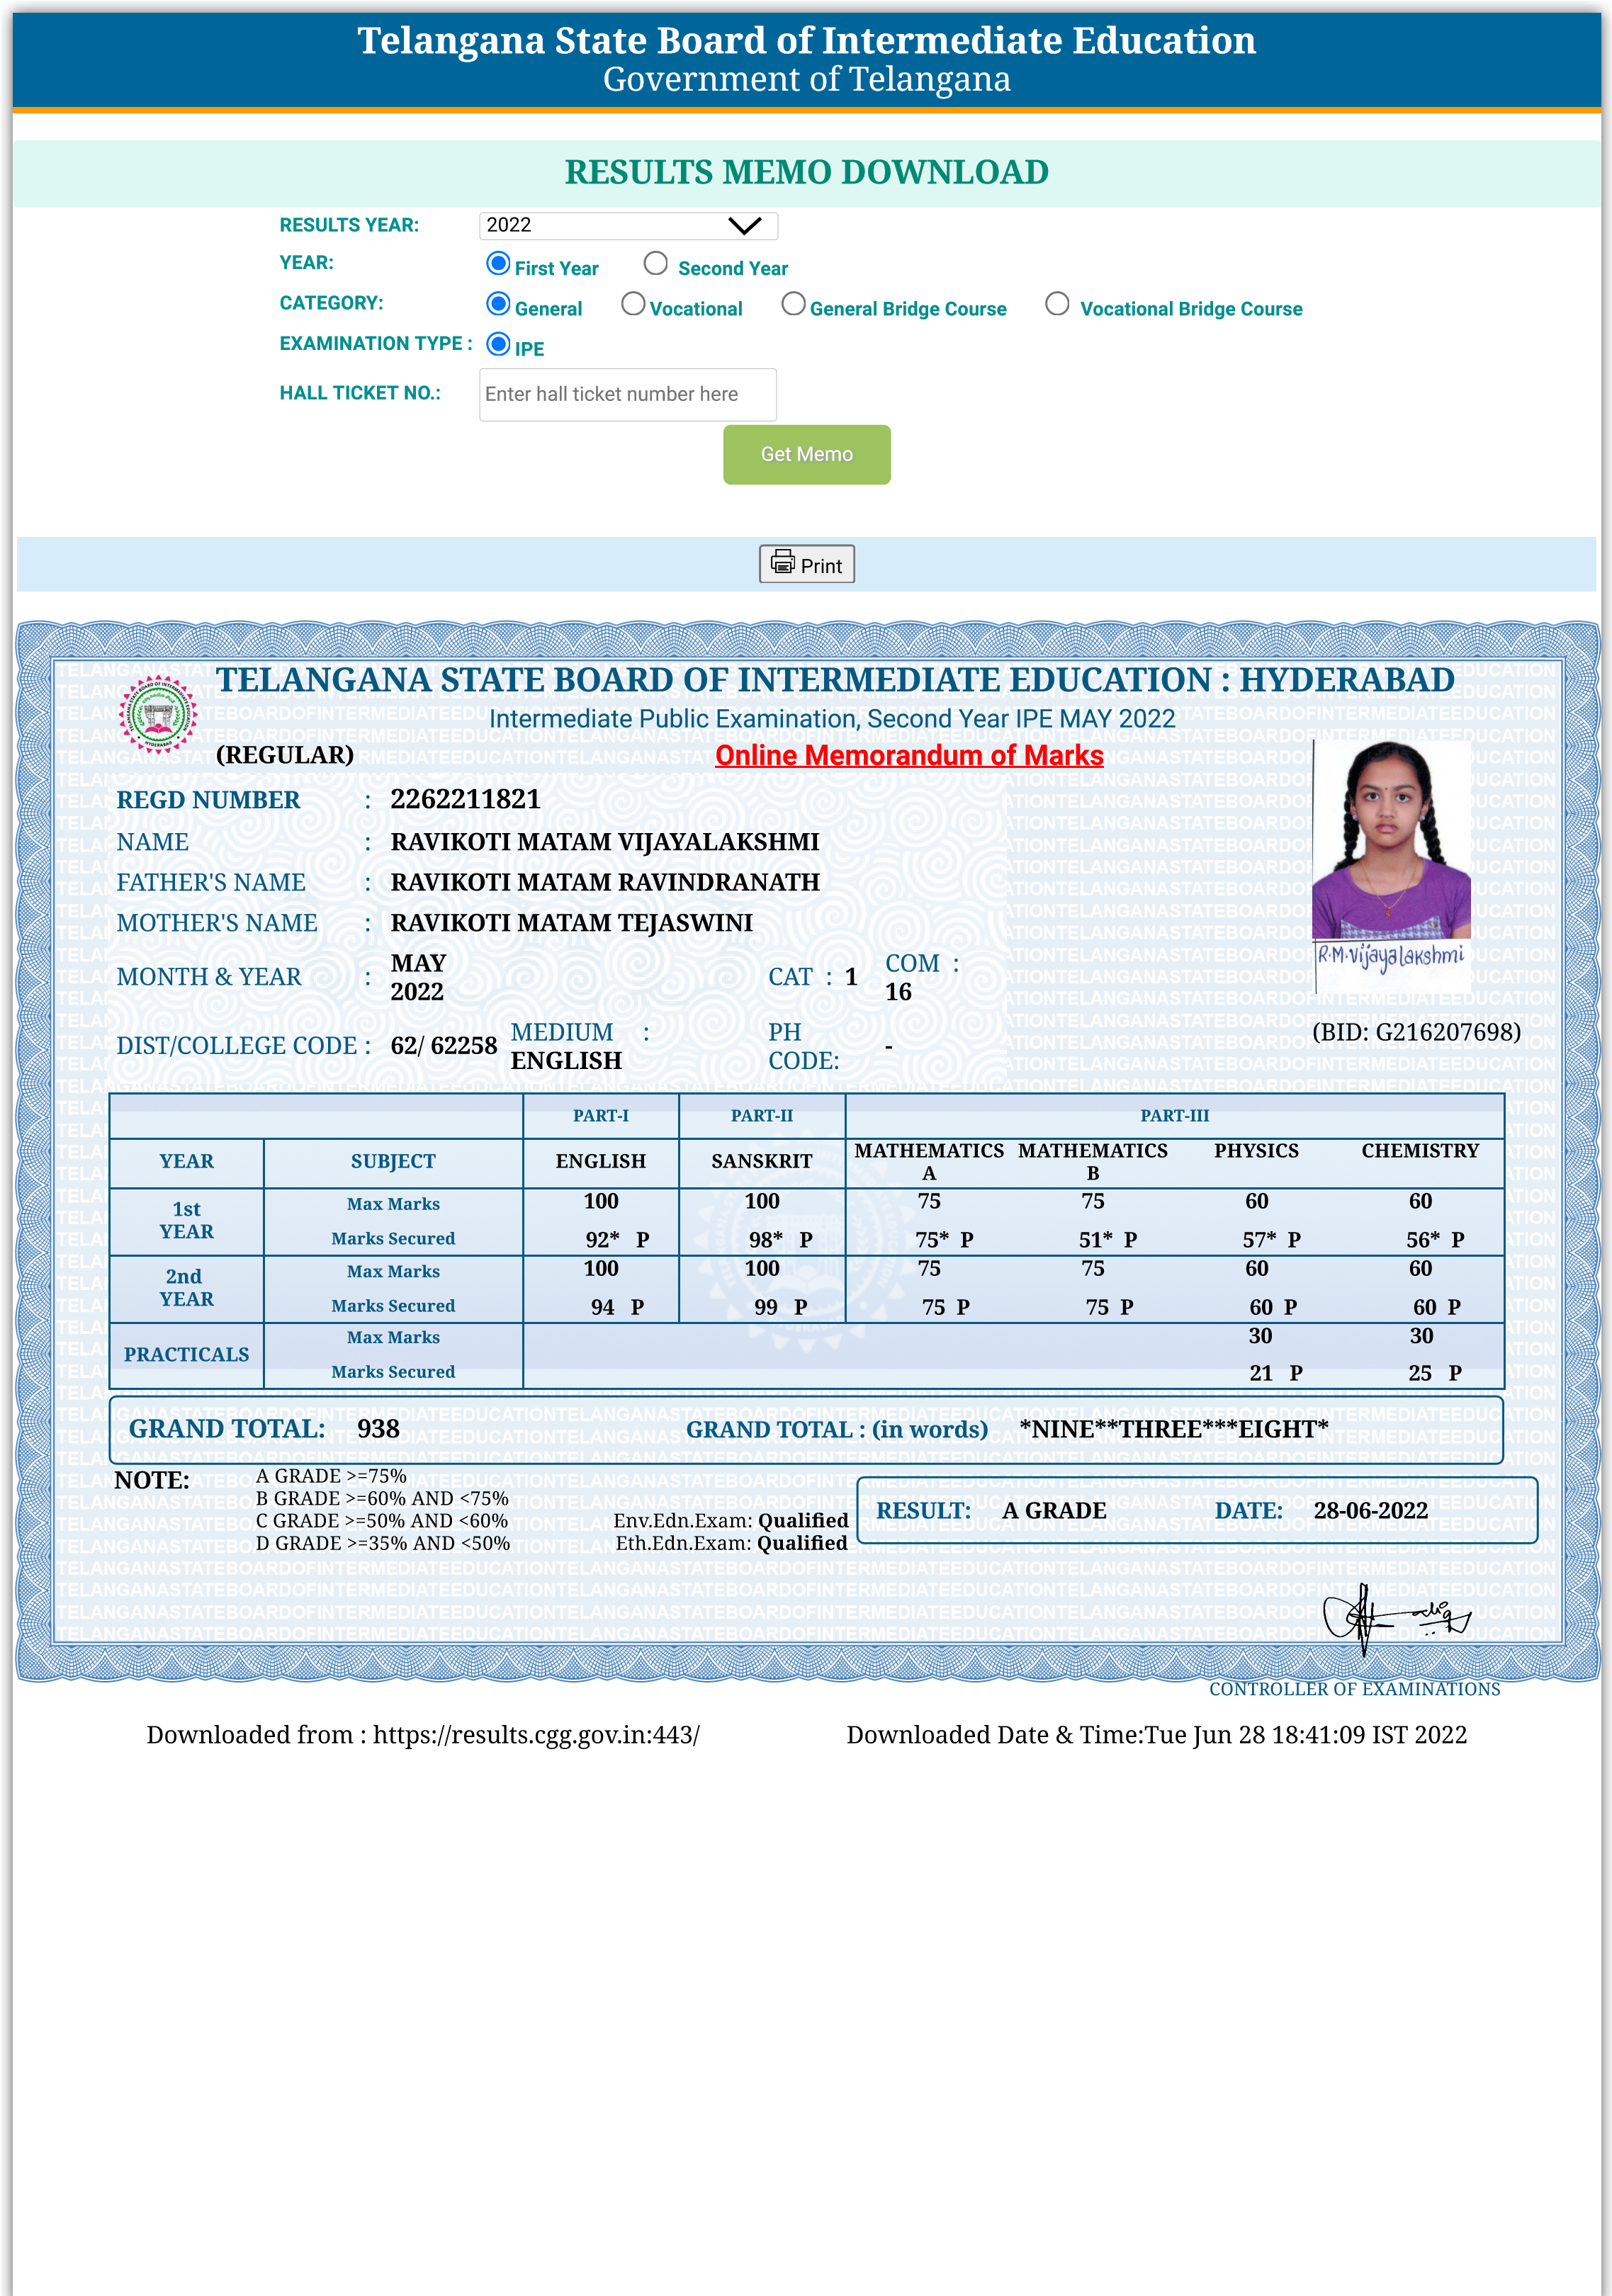 Telangana State Board of Intermediate Education
Government of Telangana
RESULTS MEMO DOWNLOAD
RESULTS YEAR: 2022
YEAR: First Year Second Year
CATEGORY: General Vocational General Bridge Course Vocational Bridge Course
EXAMINATION TYPE : IPE
HALL TICKET NO.: Enter hall ticket number here
Get Memo
Print
TELANGANA STATE BOARD OF INTERMEDIATE EDUCATION : HYDERABAD
Intermediate Public Examination, Second Year IPE MAY 2022
(REGULAR) Online Memorandum of Marks
REGD NUMBER : 2262211821
NAME : RAVIKOTI MATAM VIJAYALAKSHMI
FATHER'S NAME : RAVIKOTI MATAM RAVINDRANATH
MOTHER'S NAME : RAVIKOTI MATAM TEJASWINI
R.M.Vijayalakshmi
MONTH & YEAR : MAY 2022 CAT : 1 COM : 16
DIST/COLLEGE CODE : 62/ 62258 MEDIUM : ENGLISH PH CODE: -
(BID: G216207698)
PART-I PART-II PART-III
YEAR SUBJECT ENGLISH SANSKRIT MATHEMATICS A MATHEMATICS B PHYSICS CHEMISTRY
1st YEAR Max Marks 100 100 75 75 60 60
Marks Secured 92* P 98* P 75* P 51* P 57* P 56* P
2nd YEAR Max Marks 100 100 75 75 60 60
Marks Secured 94 P 99 P 75 P 75 P 60 P 60 P
PRACTICALS Max Marks 30 30
Marks Secured 21 P 25 P
GRAND TOTAL: 938 GRAND TOTAL : (in words) *NINE**THREE***EIGHT*
NOTE: A GRADE >=75%
B GRADE >=60% AND <75%
C GRADE >=50% AND <60% Env.Edn.Exam: Qualified
D GRADE >=35% AND <50% Eth.Edn.Exam: Qualified
RESULT: A GRADE DATE: 28-06-2022
CONTROLLER OF EXAMINATIONS
Downloaded from : https://results.cgg.gov.in:443/ Downloaded Date & Time:Tue Jun 28 18:41:09 IST 2022